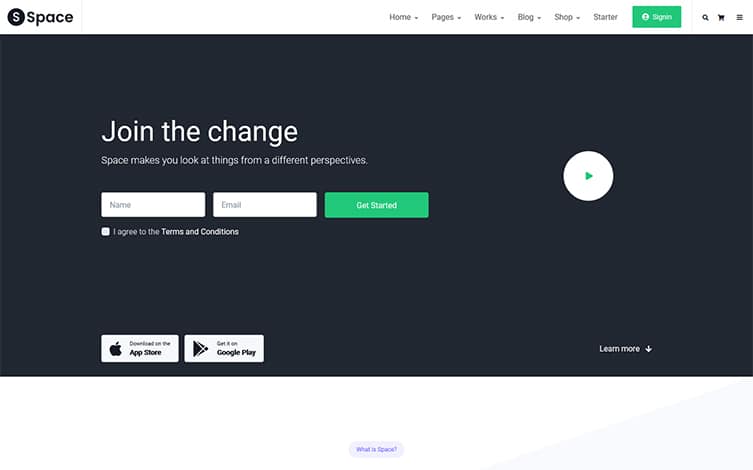 S Space
Home Pages Works Blog Shop Starter Signin
Join the change
Space makes you look at things from a different perspectives.
Name Email Get Started
I agree to the Terms and Conditions
Download on the
App Store
Get it on
Google Play
Learn more
What is Space?